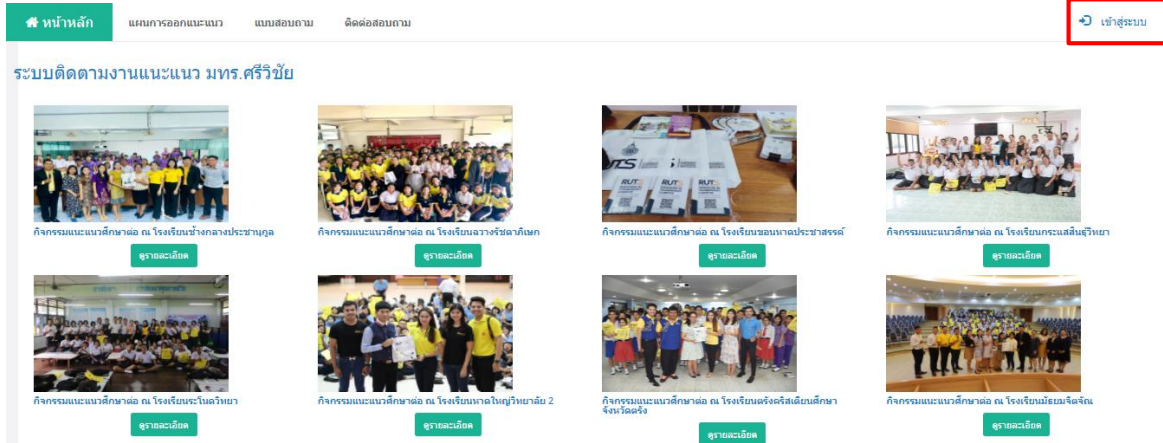 หน้าหลัก แผนการออกแนะแนว แบบสอบถาม ติดต่อสอบถาม เข้าสู่ระบบ
ระบบติดตามงานแนะแนว มทร.ศรีวิชัย
RUTS RUTS
กิจกรรมแนะแนวศึกษาต่อ ณ โรงเรียนช้างกลางประชานุกูล
กิจกรรมแนะแนวศึกษาต่อ ณ โรงเรียนฉวางรัชดาภิเษก
กิจกรรมแนะแนวศึกษาต่อ ณ โรงเรียนขอนหาดประชาสรรค์
กิจกรรมแนะแนวศึกษาต่อ ณ โรงเรียนกระแสสินธุ์วิทยา
ดูรายละเอียด ดูรายละเอียด ดูรายละเอียด ดูรายละเอียด
กิจกรรมแนะแนวศึกษาต่อ ณ โรงเรียนระโนดวิทยา
กิจกรรมแนะแนวศึกษาต่อ ณ โรงเรียนหาดใหญ่วิทยาลัย 2
กิจกรรมแนะแนวศึกษาต่อ ณ โรงเรียนตรังคริสเตียนศึกษา
จังหวัดตรัง
กิจกรรมแนะแนวศึกษาต่อ ณ โรงเรียนมัธยมจิตจัณ
ดูรายละเอียด ดูรายละเอียด ดูรายละเอียด ดูรายละเอียด